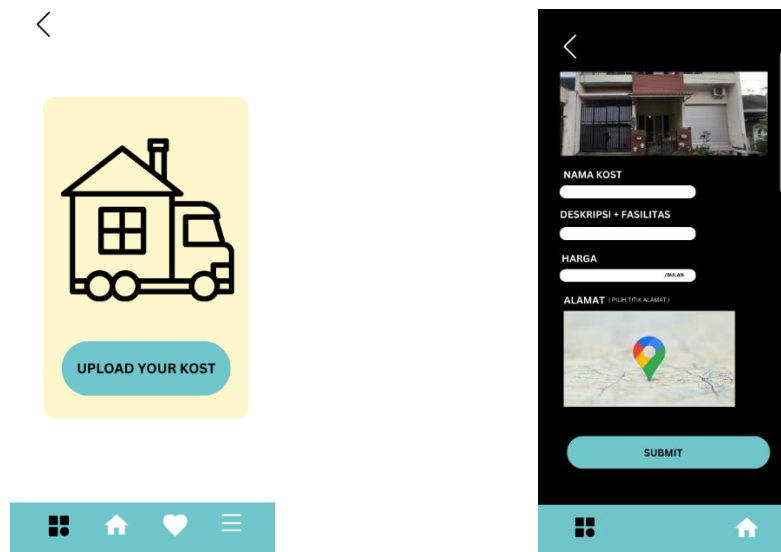 UPLOAD YOUR KOST
NAMA KOST
DESKRIPSI + FASILITAS
HARGA
/BULAN
ALAMAT (PILIH TITIK ALAMAT)
SUBMIT